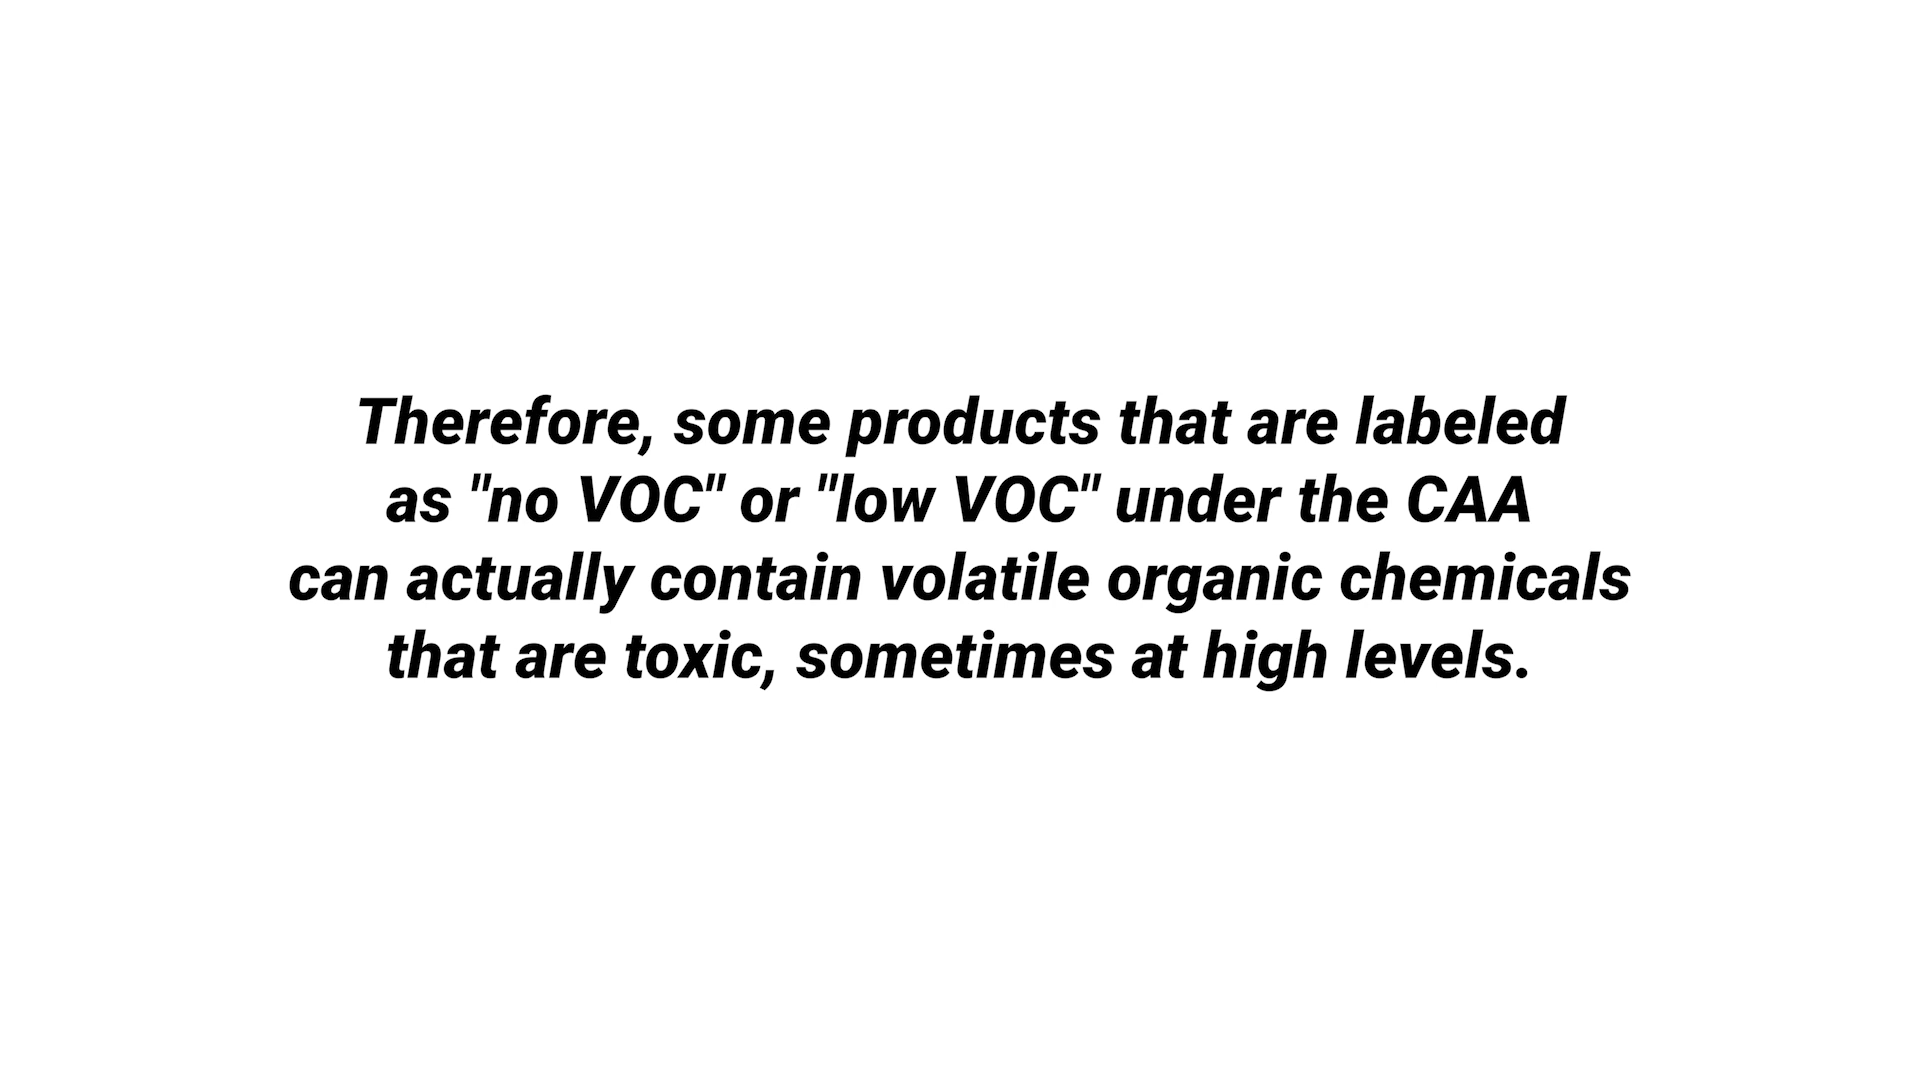 Therefore, some products that are labeled
as "no VOC" or "low VOC" under the CAA
can actually contain volatile organic chemicals
that are toxic, sometimes at high levels.